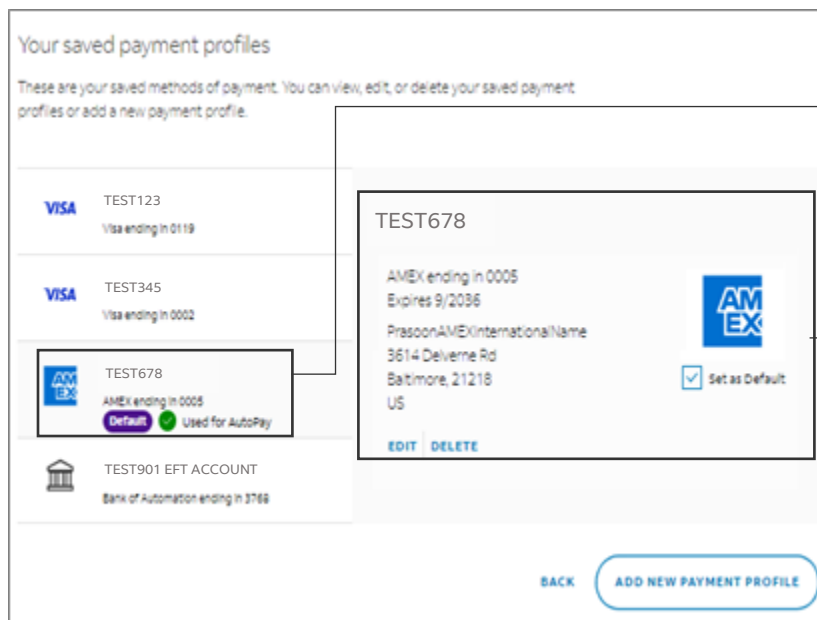 Your saved payment profiles
These are your saved methods of payment. You can view, edit, or delete your saved payment
profiles or add a new payment profile.
VISA
TEST123
Visa ending in 0119
VISA
TEST345
Visa ending in 0002
AM
EX
TEST678
AMEX ending in 0005
Default Used for AutoPay
TEST901 EFT ACCOUNT
Bank of Automation ending in 3768
TEST678
AMEX ending in 0005
Expires 9/2036
PrasoonAMEXInternationalName
3614 Delverne Rd
Baltimore, 21218
US
AM
EX
Set as Default
EDIT DELETE
BACK ADD NEW PAYMENT PROFILE